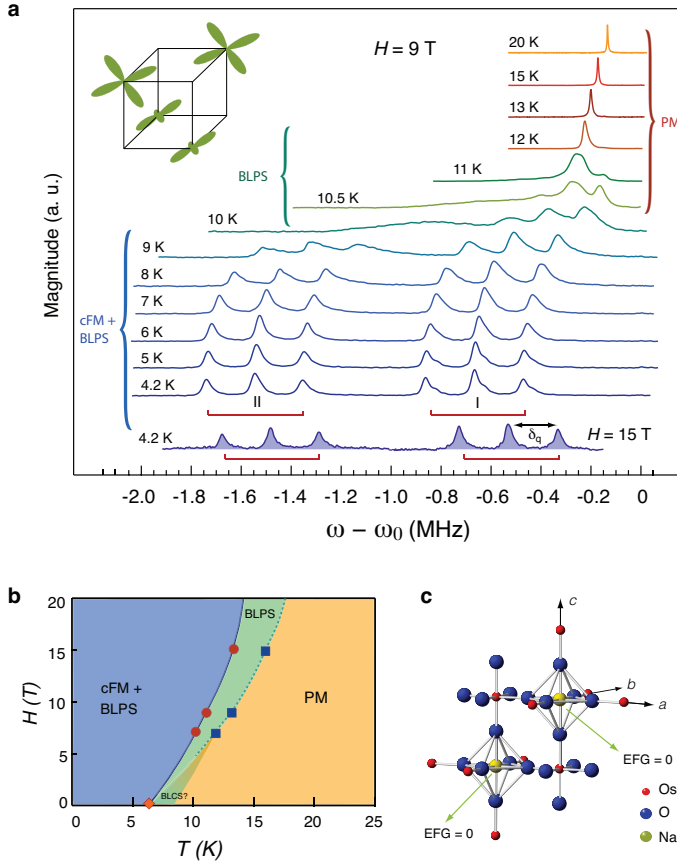 a
H = 9 T
20 K
15 K
13 K
12 K
PM
11 K
BLPS
10.5 K
10 K
9 K
8 K
7 K
cFM +
BLPS
6 K
5 K
4.2 K
II
I
4.2 K
δq
H = 15 T
Magnitude (a. u.)
-2.0 -1.8 -1.6 -1.4 -1.2 -1.0 -0.8 -0.6 -0.4 -0.2 0
ω − ω0 (MHz)
b
20
15
10
5
0
H (T)
BLPS
cFM +
BLPS
PM
BLCS?
0 5 10 15 20 25
T (K)
c
c
b
a
EFG = 0
EFG = 0
Os
O
Na